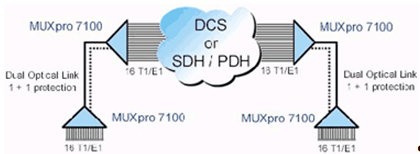 MUXpro 7100
DCS
or
SDH / PDH
MUXpro 7100
16 T1/E1
16 T1/E1
Dual Optical Link
1 + 1 protection
Dual Optical Link
1 + 1 protection
MUXpro 7100
MUXpro 7100
16 T1/E1
16 T1/E1